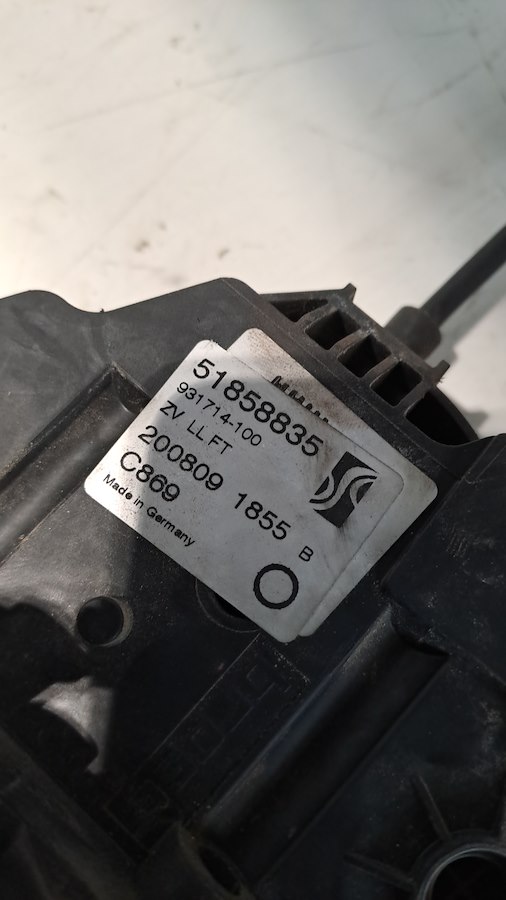 51858835
931714-100
ZV LL FT
200809 1855 B
C869
Made in Germany